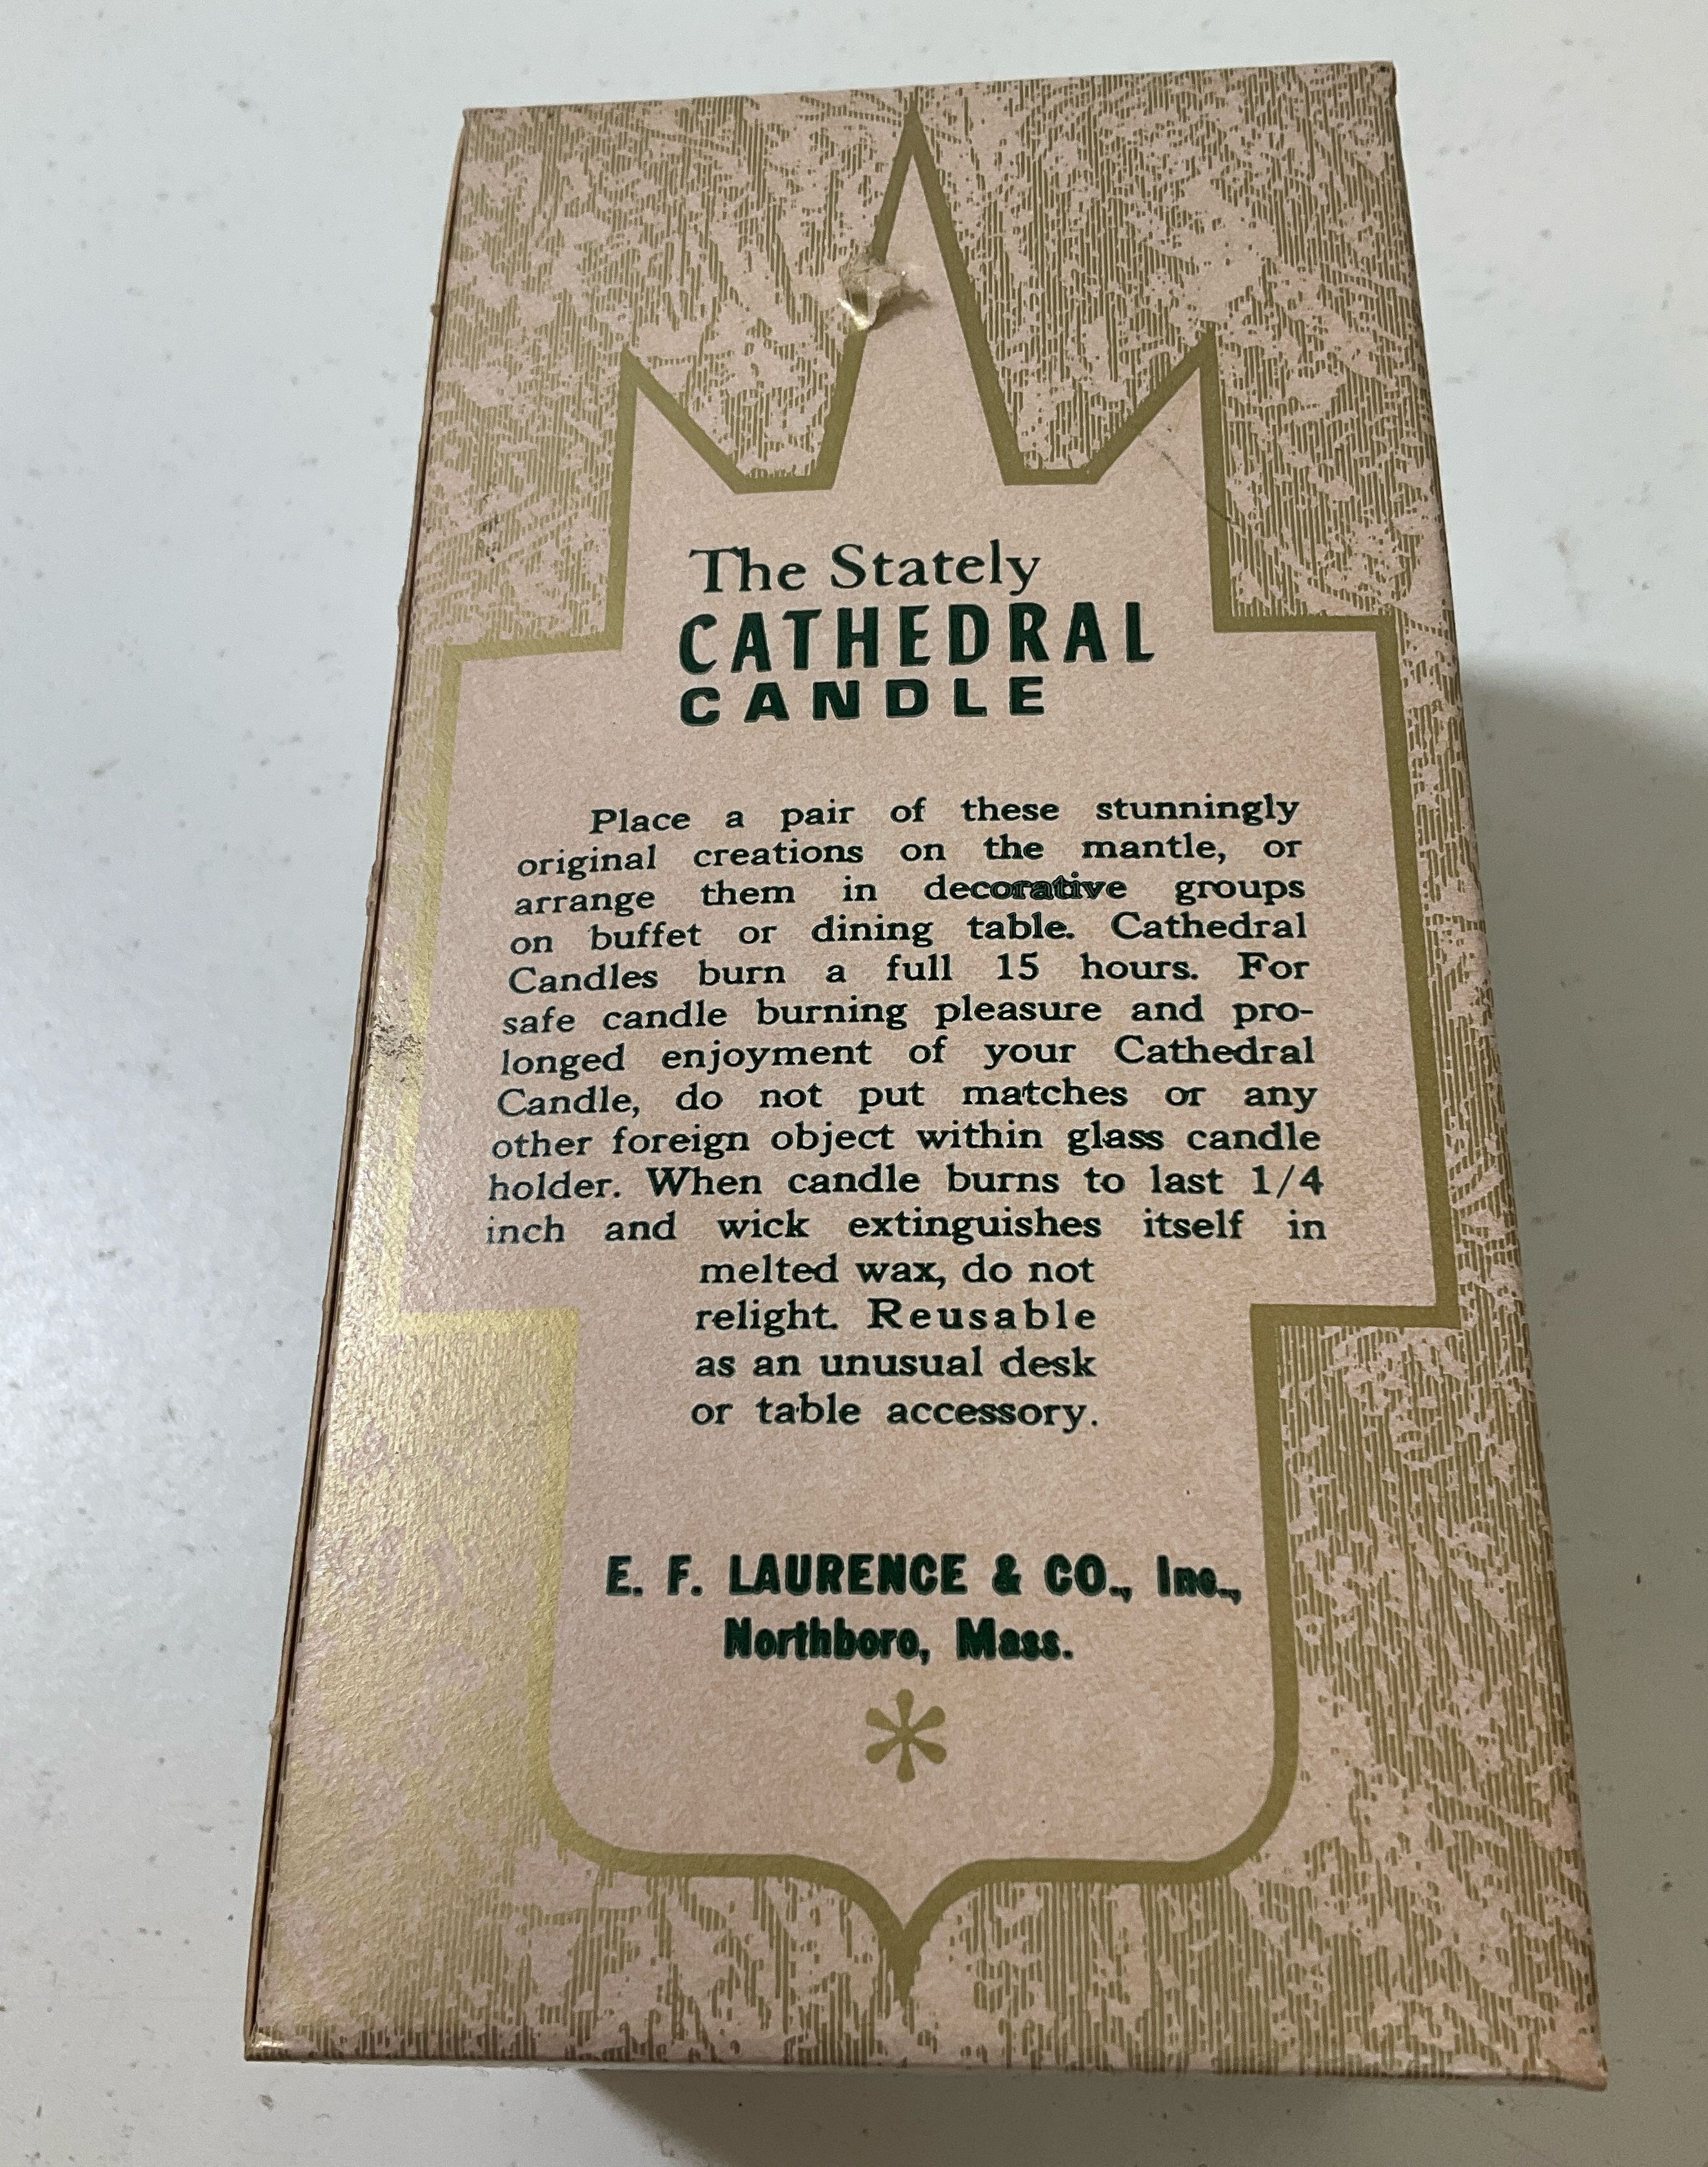 The Stately
CATHEDRAL
CANDLE
Place a pair of these stunningly
original creations on the mantle, or
arrange them in decorative groups
on buffet or dining table. Cathedral
Candles burn a full 15 hours. For
safe candle burning pleasure and pro-
longed enjoyment of your Cathedral
Candle, do not put matches or any
other foreign object within glass candle
holder. When candle burns to last 1/4
inch and wick extinguishes itself in
melted wax, do not
relight. Reusable
as an unusual desk
or table accessory.
E. F. LAURENCE & CO., Inc.,
Northboro, Mass.